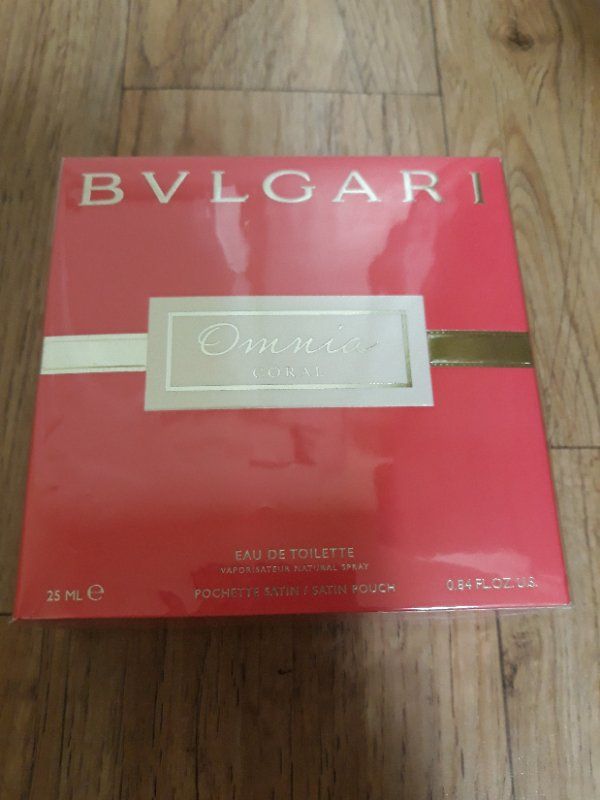 BVLGARI
Omnia
CORAL
EAU DE TOILETTE
VAPORISATEUR NATURAL SPRAY
25 ML ℮ POCHETTE SATIN / SATIN POUCH 0.84 FL.OZ. U.S.